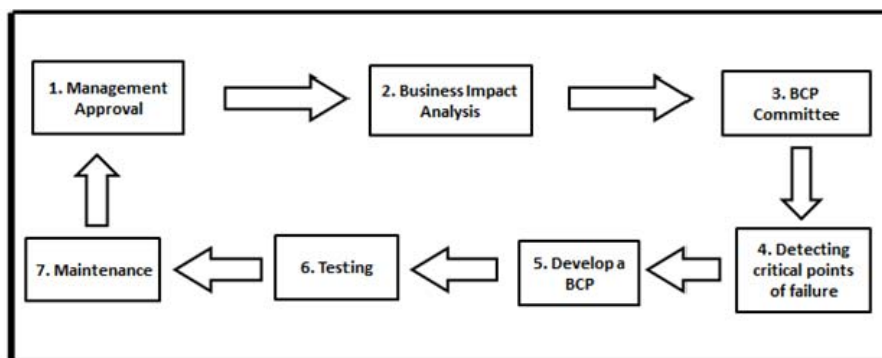 1. Management
Approval
2. Business Impact
Analysis
3. BCP
Committee
4. Detecting
critical points
of failure
5. Develop a
BCP
6. Testing
7. Maintenance